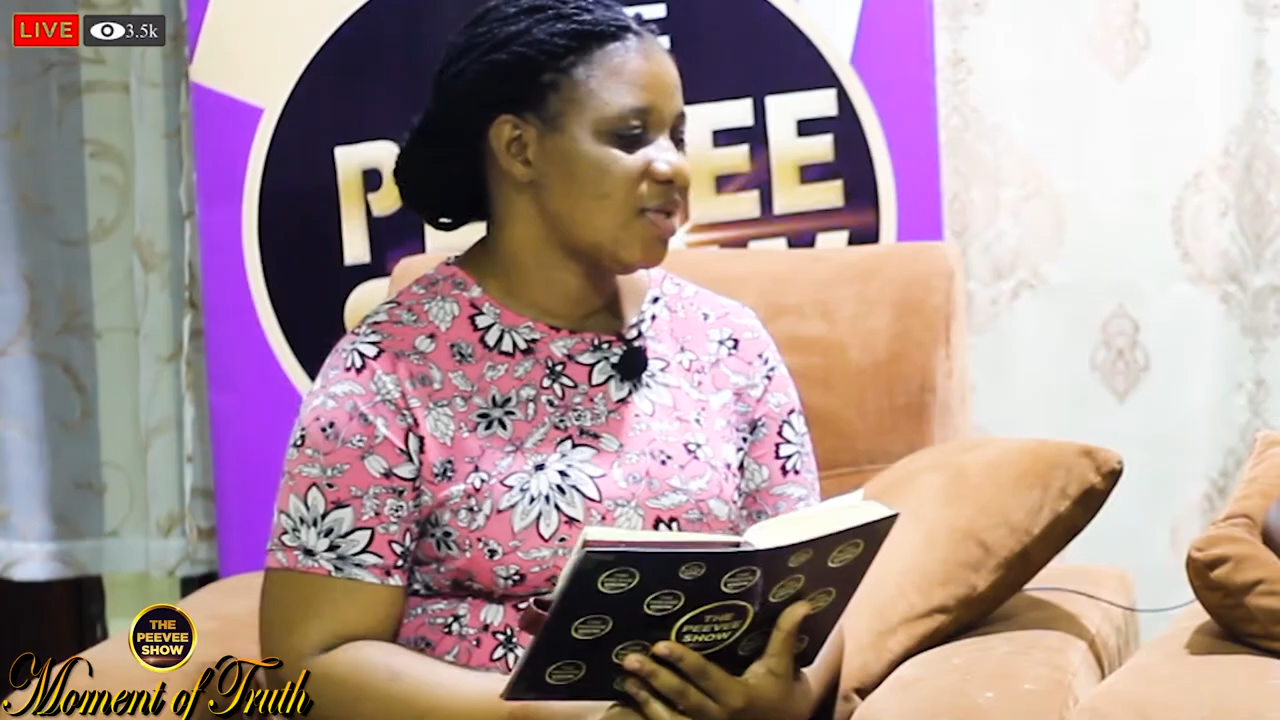 LIVE 3.5k
THE
PEEVEE
SHOW
Moment of Truth
THE
PEEVEE
SHOW